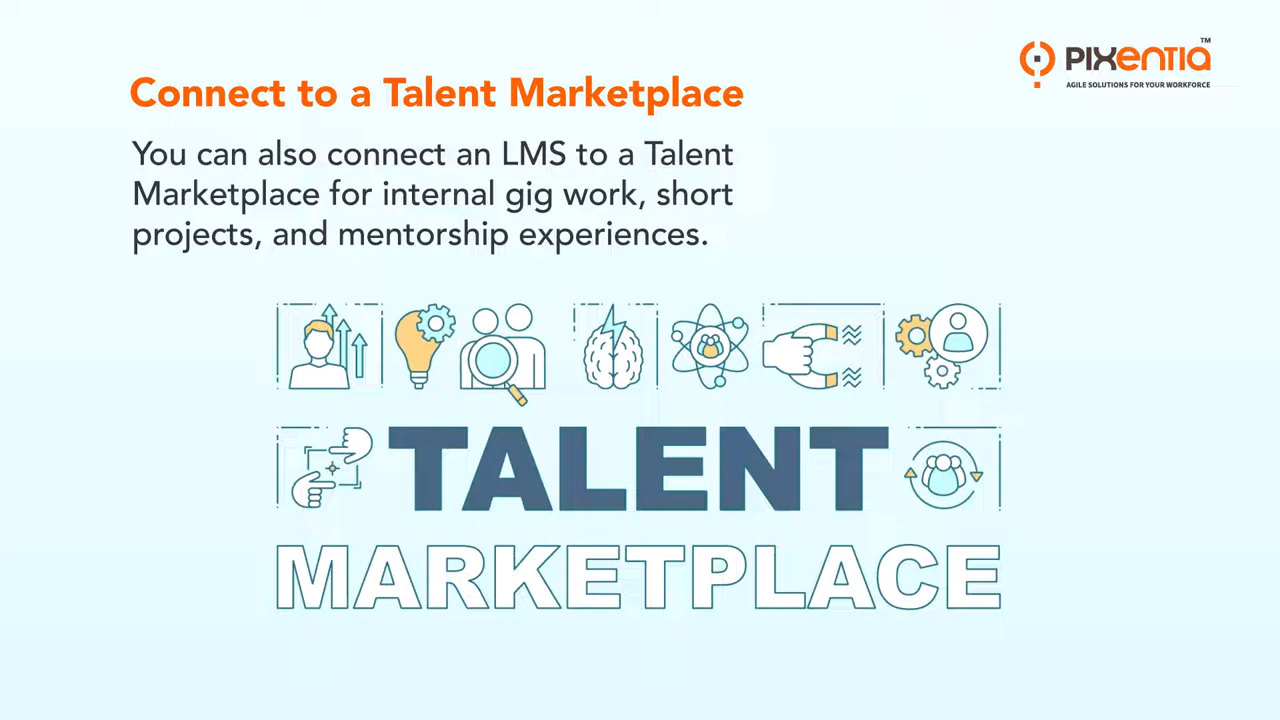 PIXENTIA™
AGILE SOLUTIONS FOR YOUR WORKFORCE
Connect to a Talent Marketplace
You can also connect an LMS to a Talent
Marketplace for internal gig work, short
projects, and mentorship experiences.
TALENT
MARKETPLACE